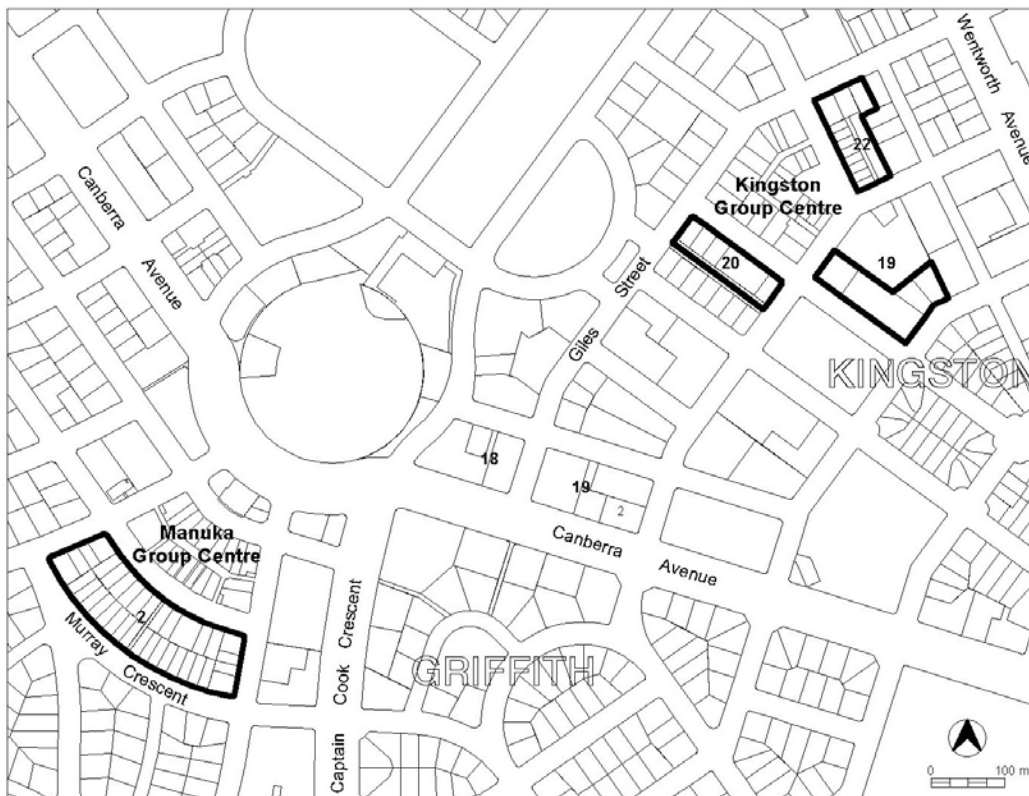 Wentworth
Avenue
22
Kingston
Group Centre
Canberra
Avenue
20
19
Street
Giles
KINGSTON
18
19
2
Canberra
Avenue
Manuka
Group Centre
2
Murray
Crescent
GRIFFITH
Captain
Cook
Crescent
0
100 m